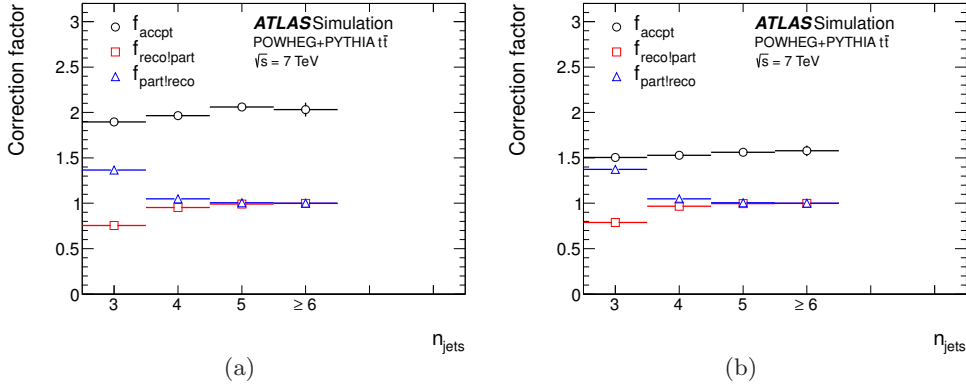 Correction factor
3
2.5
2
1.5
1
0.5
0
f_accpt
f_reco!part
f_part!reco
ATLAS Simulation
POWHEG+PYTHIA tt̄
√s = 7 TeV
3 4 5 ≥ 6
n_jets
(a)
Correction factor
3
2.5
2
1.5
1
0.5
0
f_accpt
f_reco!part
f_part!reco
ATLAS Simulation
POWHEG+PYTHIA tt̄
√s = 7 TeV
3 4 5 ≥ 6
n_jets
(b)